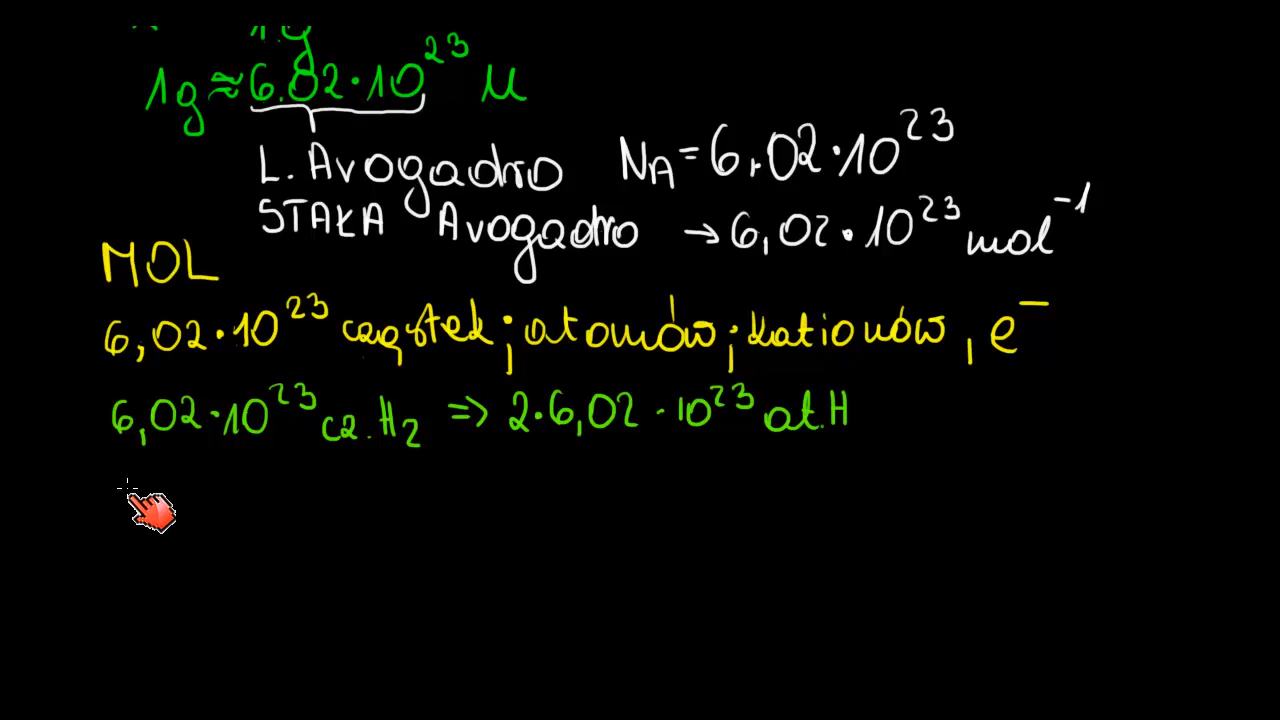 1g≈6,02·10²³ u
L. Avogadro N_A=6,02·10²³
STAŁA Avogadro →6,02·10²³ mol⁻¹
MOL
6,02·10²³ cząstek; atomów; kationów, e⁻
6,02·10²³ cz. H₂ ⇒ 2·6,02·10²³ at.H